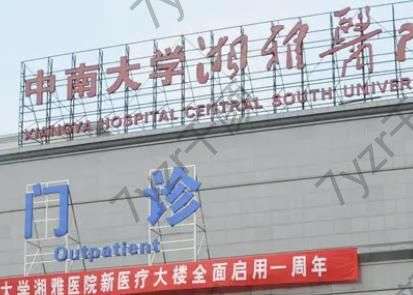 中南大学湘雅醫
XIANGYA HOSPITAL CENTRAL SOUTH UNIVER
门诊
Outpatient
大学湘雅医院新医疗大楼全面启用一周年